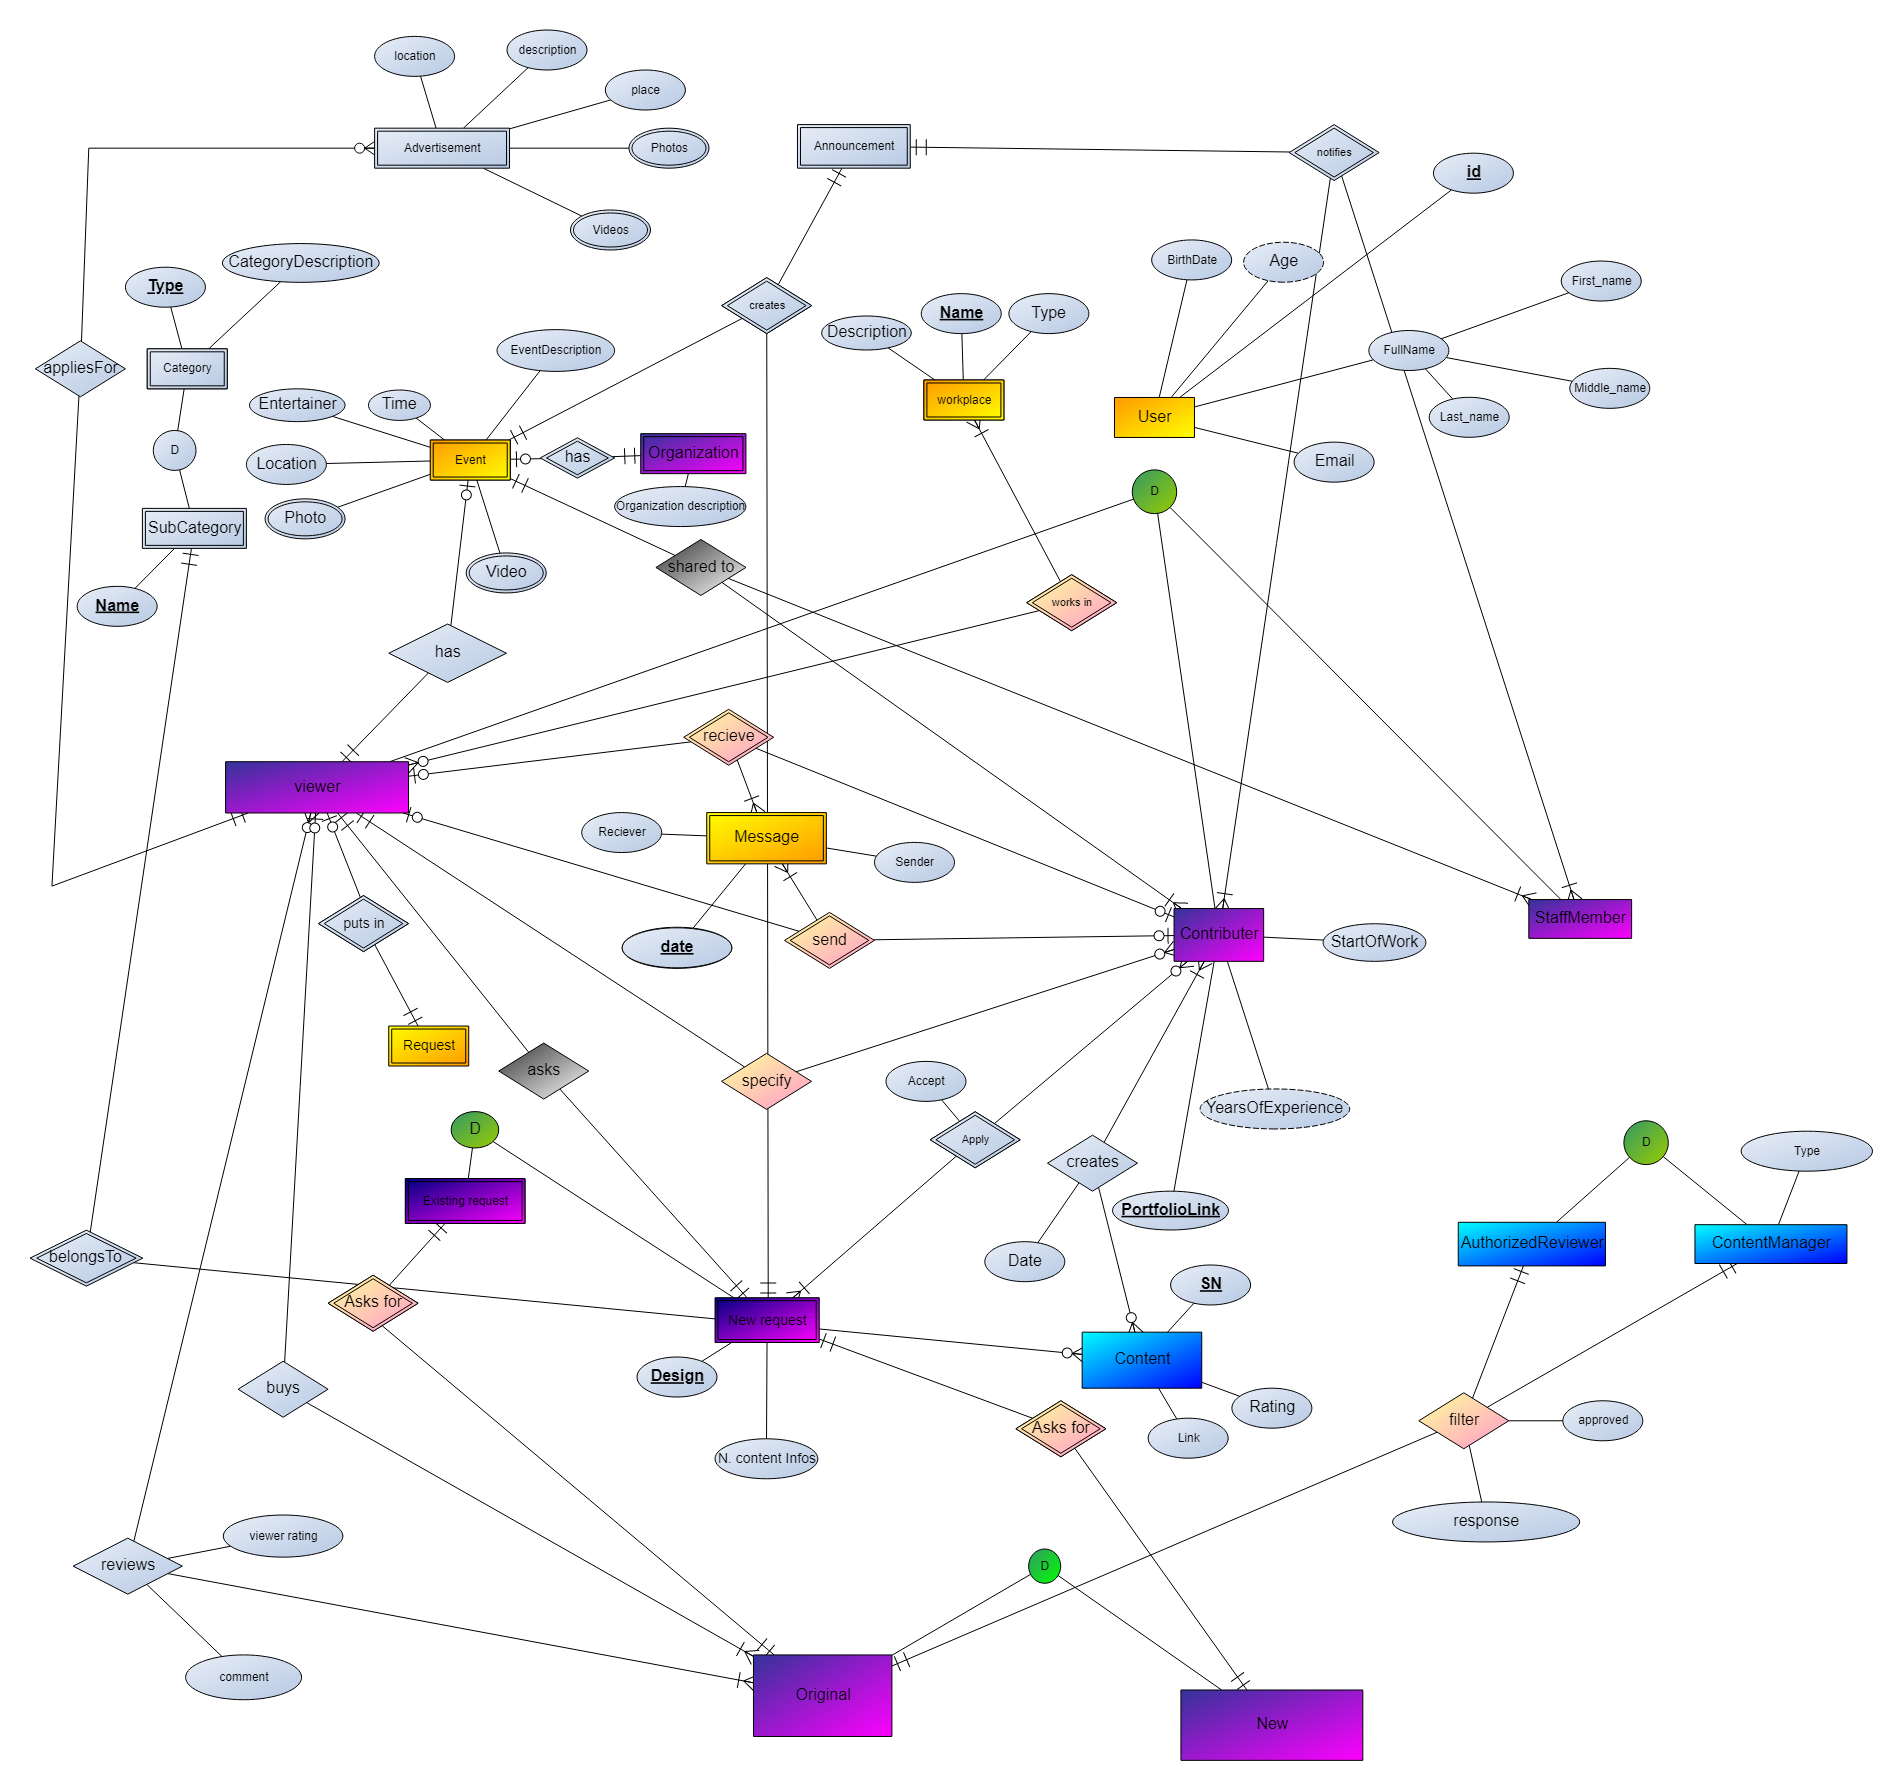 location
description
place
Advertisement
Photos
Videos
Announcement
notifies
id
Type
CategoryDescription
BirthDate
Age
First_name
creates
Description
Name
Type
FullName
EventDescription
appliesFor
Category
Middle_name
Entertainer
Time
workplace
User
Last_name
D
Location
Event
has
Organization
Email
Photo
Organization description
D
SubCategory
Video
shared to
Name
works in
has
recieve
viewer
Reciever
Message
Sender
puts in
date
send
Contributer
StartOfWork
StaffMember
Request
asks
specify
Accept
YearsOfExperience
D
Apply
creates
D
Type
Existing request
PortfolioLink
belongsTo
Date
AuthorizedReviewer
ContentManager
Asks for
New request
SN
Design
Content
buys
Rating
Asks for
Link
filter
approved
N. content Infos
response
viewer rating
reviews
D
comment
Original
New